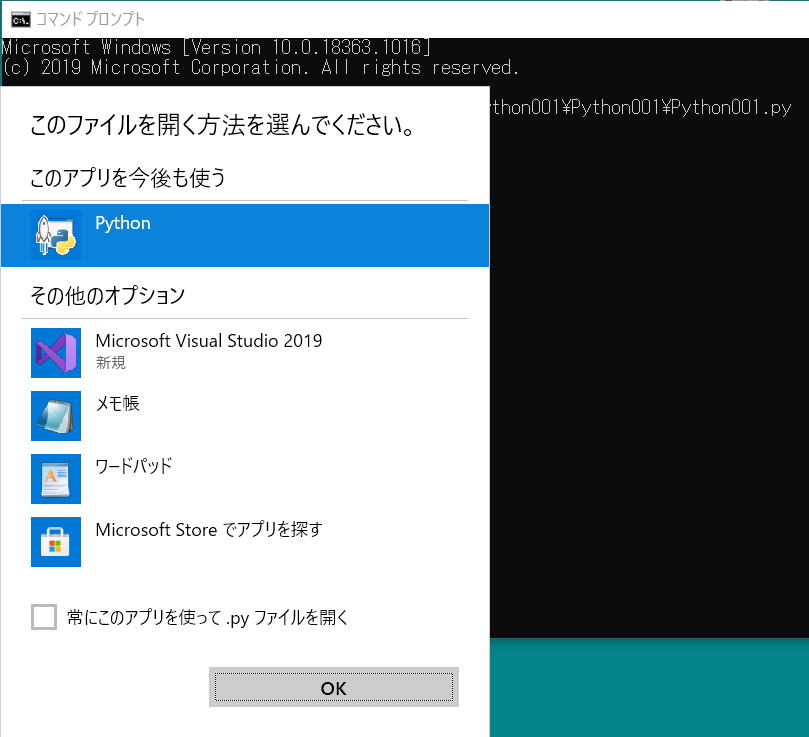 コマンド プロンプト
Microsoft Windows [Version 10.0.18363.1016]
(c) 2019 Microsoft Corporation. All rights reserved.
ython001¥Python001¥Python001.py
このファイルを開く方法を選んでください。
このアプリを今後も使う
Python
その他のオプション
Microsoft Visual Studio 2019
新規
メモ帳
ワードパッド
Microsoft Store でアプリを探す
常にこのアプリを使って .py ファイルを開く
OK